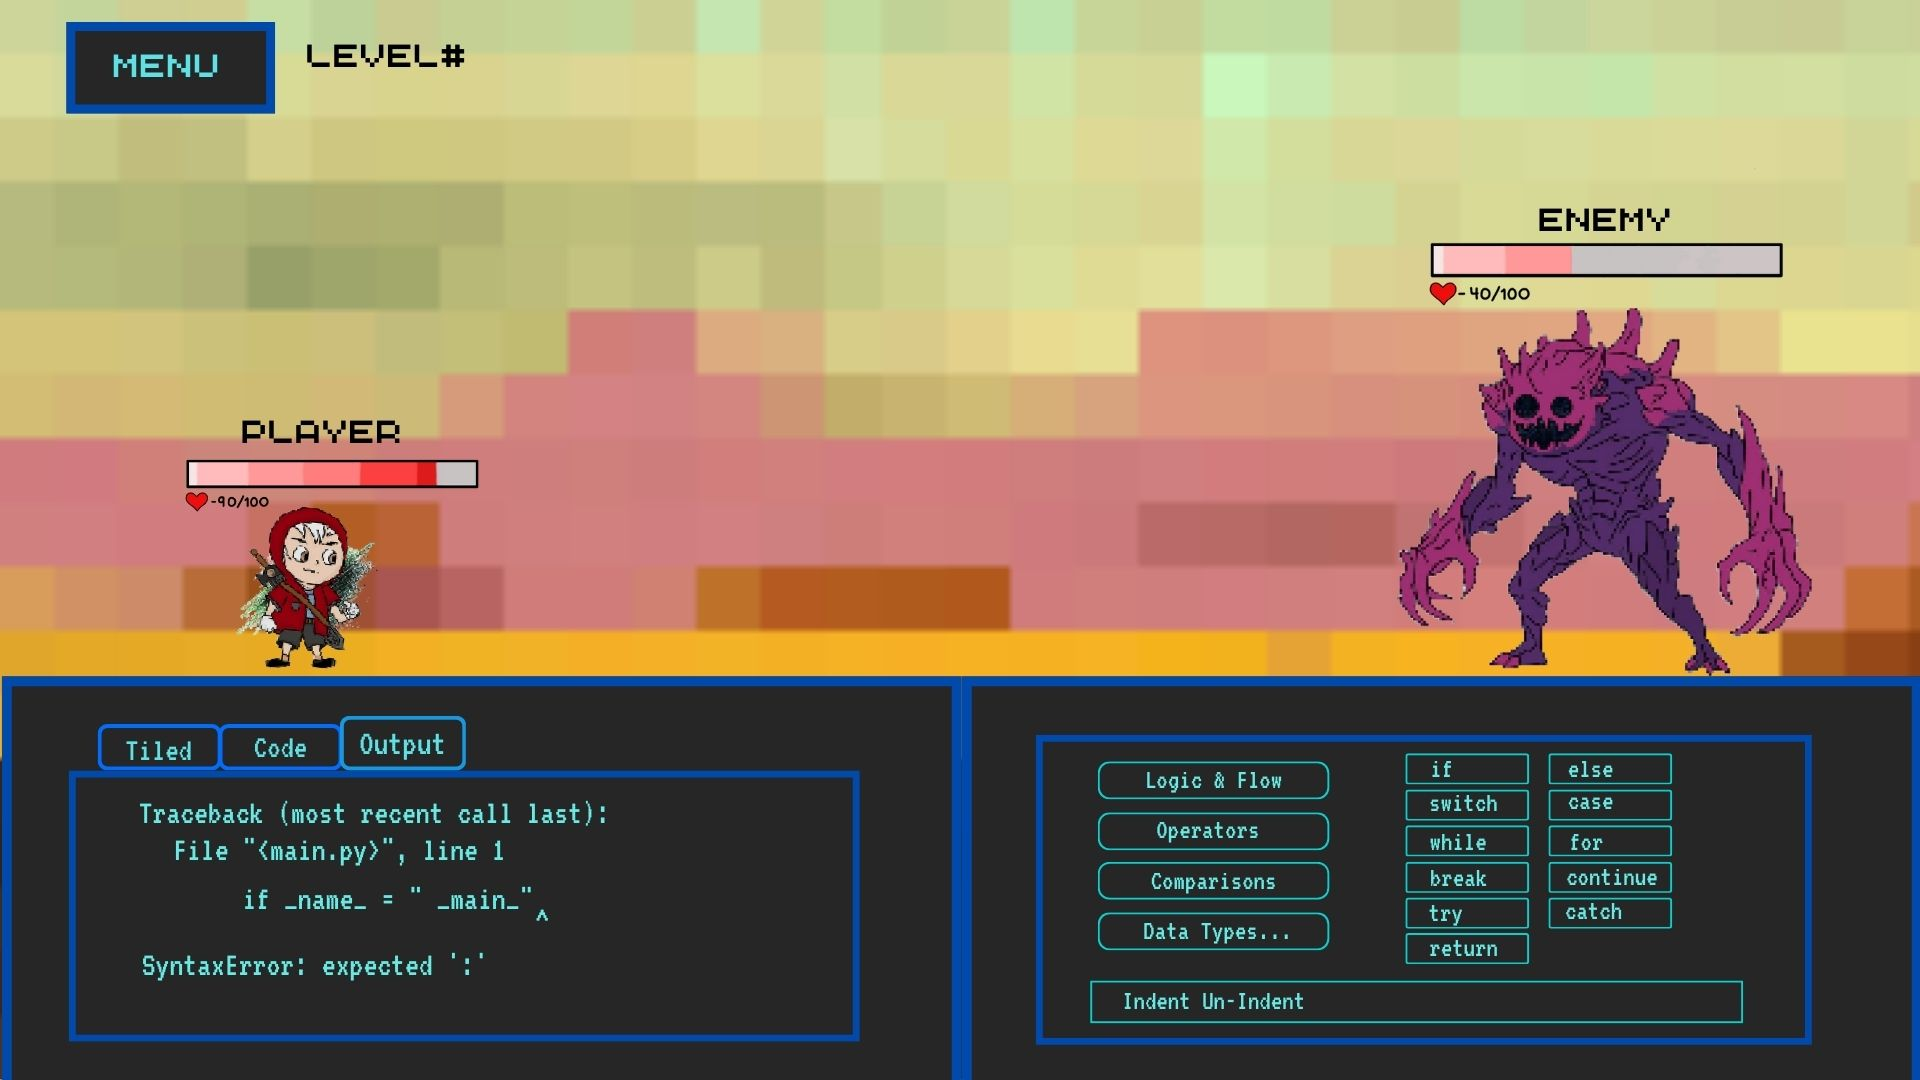 MENU
LEVEL#
ENEMY
- 40/100
PLAYER
-90/100
Tiled
Code
Output
Traceback (most recent call last):
File "<main.py>", line 1
if _name_ = " _main_"
^
SyntaxError: expected ':'
Logic & Flow
Operators
Comparisons
Data Types...
if
else
switch
case
while
for
break
continue
try
catch
return
Indent Un-Indent